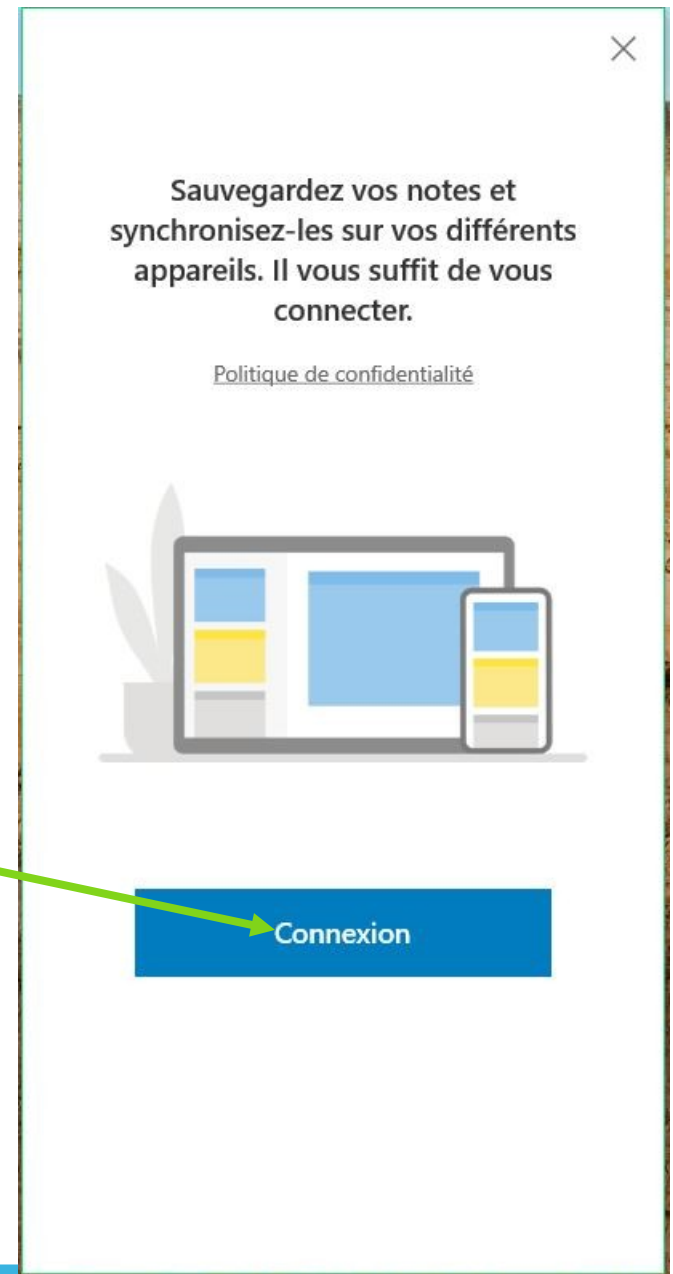 Sauvegardez vos notes et
synchronisez-les sur vos différents
appareils. Il vous suffit de vous
connecter.
Politique de confidentialité
Connexion